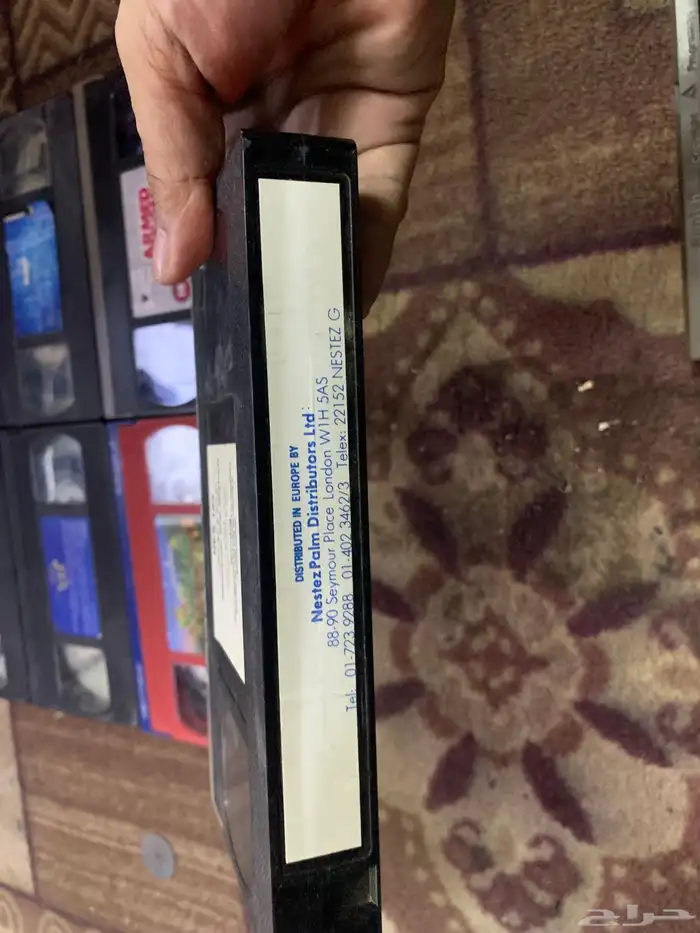 DISTRIBUTED IN EUROPE BY
Nestez Palm Distributors Ltd:
88-90 Seymour Place London W1H 5AS
Tel: 01-723 9288 01-402 3462/3 Telex: 22152 NESTEZ G
ARMED
حراج